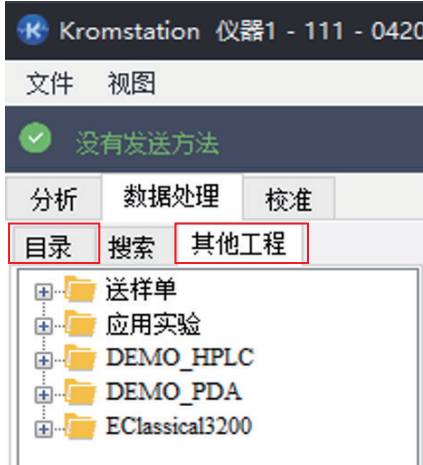 Kromstation 仪器1 - 111 - 0420
文件 视图
没有发送方法
分析 数据处理 校准
目录 搜索 其他工程
送样单
应用实验
DEMO_HPLC
DEMO_PDA
EClassical3200